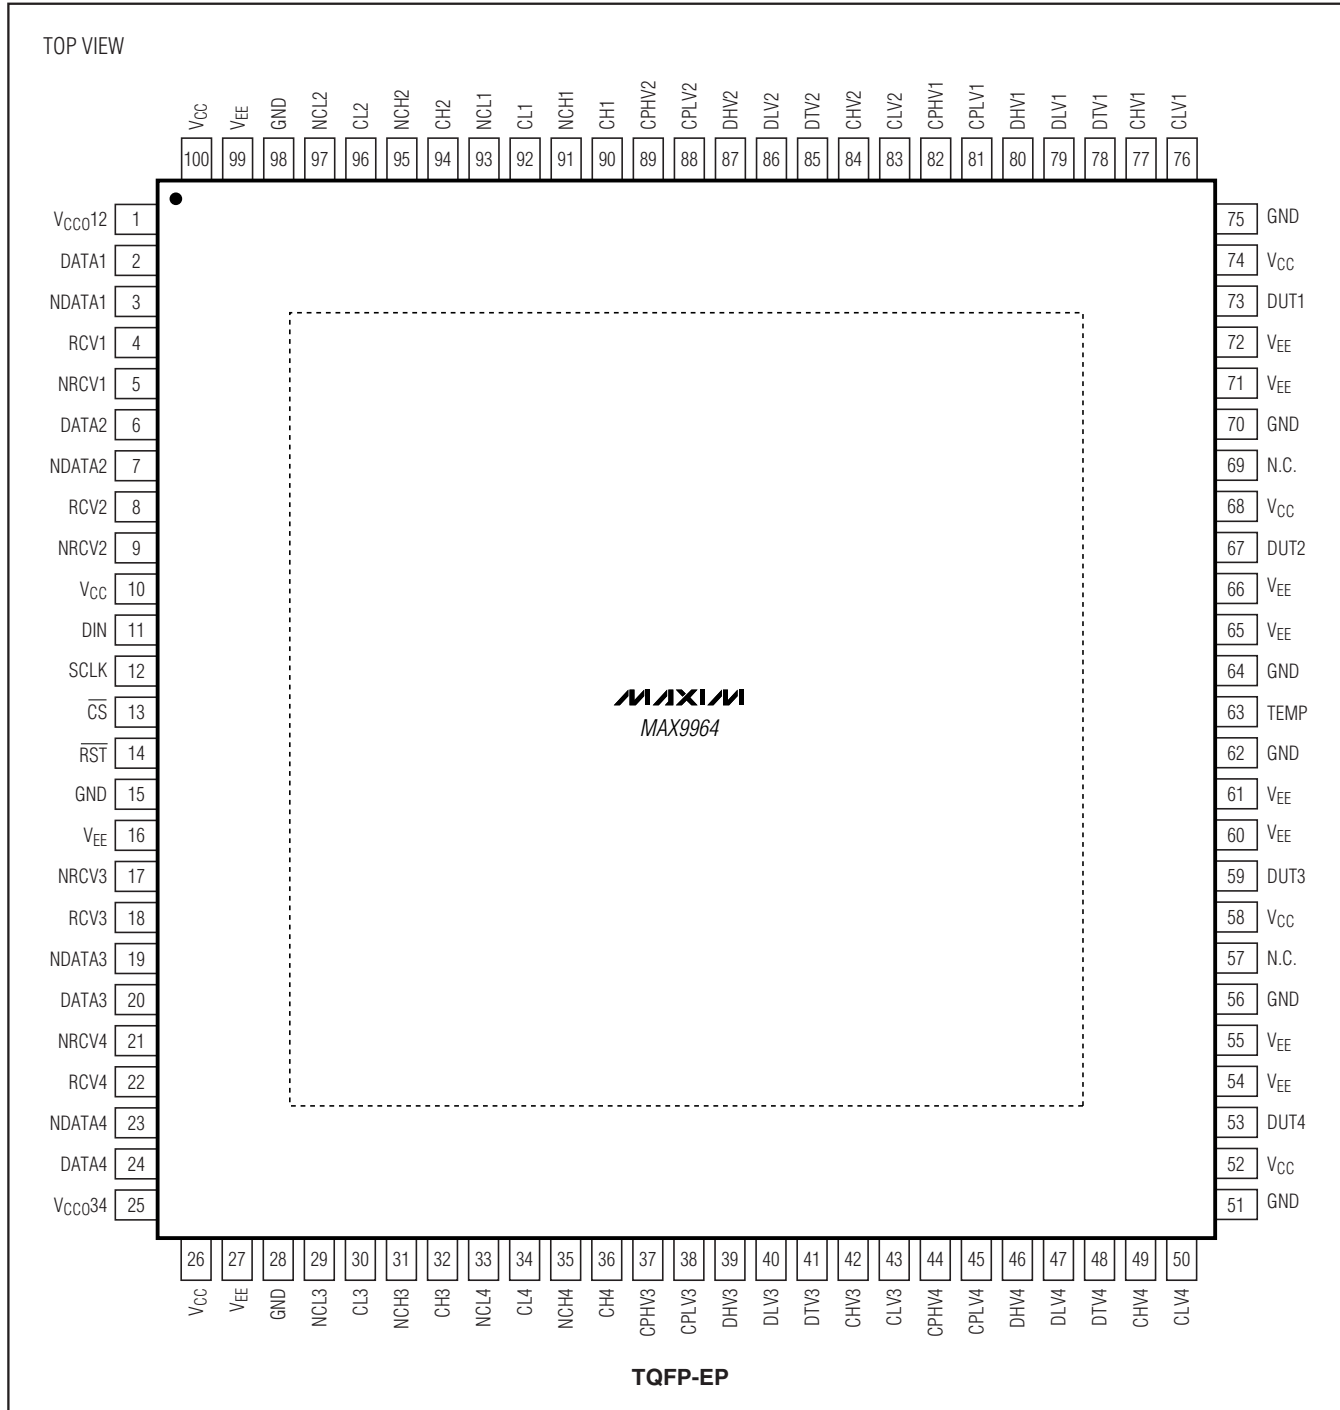 TOP VIEW
VCC
VEE
GND
NCL2
CL2
NCH2
CH2
NCL1
CL1
NCH1
CH1
CPHV2
CPLV2
DHV2
DLV2
DTV2
CHV2
CLV2
CPHV1
CPLV1
DHV1
DLV1
DTV1
CHV1
CLV1
100 99 98 97 96 95 94 93 92 91 90 89 88 87 86 85 84 83 82 81 80 79 78 77 76
VCCO12 1
DATA1 2
NDATA1 3
RCV1 4
NRCV1 5
DATA2 6
NDATA2 7
RCV2 8
NRCV2 9
VCC 10
DIN 11
SCLK 12
C̅S̅ 13
R̅S̅T̅ 14
GND 15
VEE 16
NRCV3 17
RCV3 18
NDATA3 19
DATA3 20
NRCV4 21
RCV4 22
NDATA4 23
DATA4 24
VCCO34 25
MAXIM
MAX9964
75 GND
74 VCC
73 DUT1
72 VEE
71 VEE
70 GND
69 N.C.
68 VCC
67 DUT2
66 VEE
65 VEE
64 GND
63 TEMP
62 GND
61 VEE
60 VEE
59 DUT3
58 VCC
57 N.C.
56 GND
55 VEE
54 VEE
53 DUT4
52 VCC
51 GND
26 27 28 29 30 31 32 33 34 35 36 37 38 39 40 41 42 43 44 45 46 47 48 49 50
VCC
VEE
GND
NCL3
CL3
NCH3
CH3
NCL4
CL4
NCH4
CH4
CPHV3
CPLV3
DHV3
DLV3
DTV3
CHV3
CLV3
CPHV4
CPLV4
DHV4
DLV4
DTV4
CHV4
CLV4
TQFP-EP